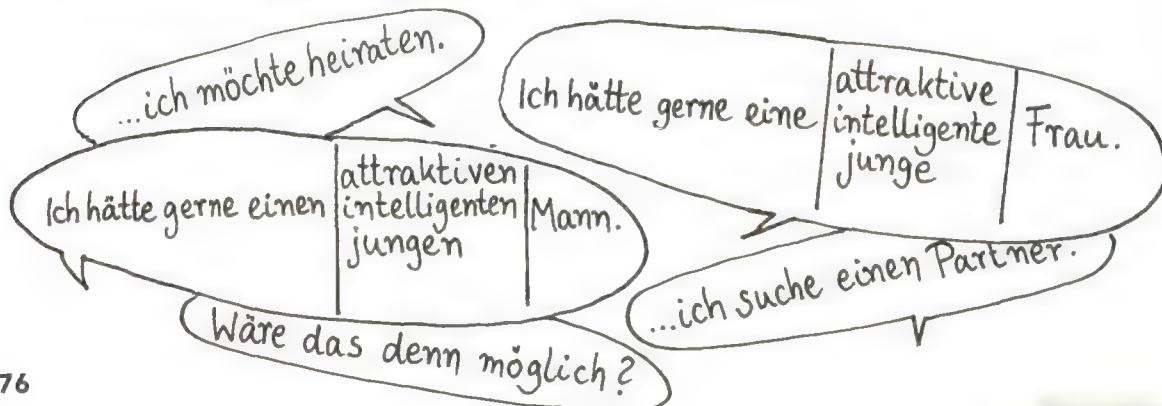 ...ich möchte heiraten.
Ich hätte gerne einen
attraktiven
intelligenten
jungen
Mann.
Wäre das denn möglich?
Ich hätte gerne eine
attraktive
intelligente
junge
Frau.
...ich suche einen Partner.
76